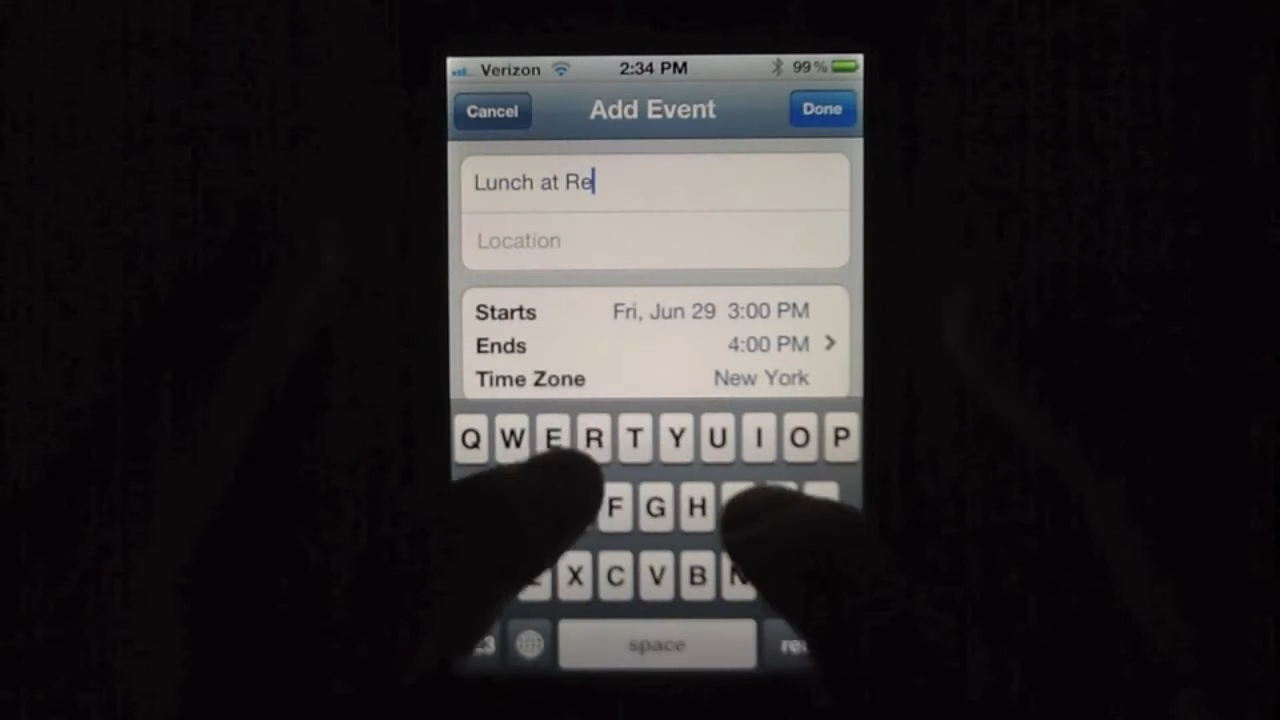 Verizon 2:34 PM 99%
Cancel Add Event Done
Lunch at Re
Location
Starts Fri, Jun 29 3:00 PM
Ends 4:00 PM
Time Zone New York
Q W E R T Y U I O P
F G H
X C V B N
space